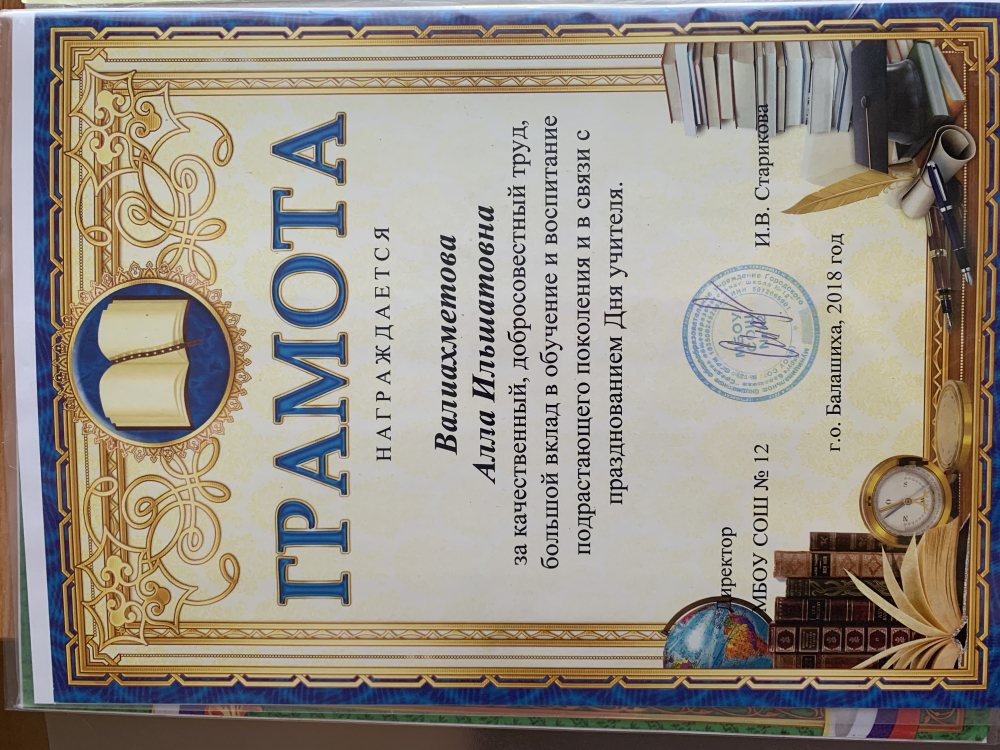 ГРАМОТА
НАГРАЖДАЕТСЯ
Валиахметова
Алла Ильшатовна
за качественный, добросовестный труд,
большой вклад в обучение и воспитание
подрастающего поколения и в связи с
празднованием Дня учителя.
Директор
МБОУ СОШ № 12 И.В. Старикова
г.о. Балашиха, 2018 год